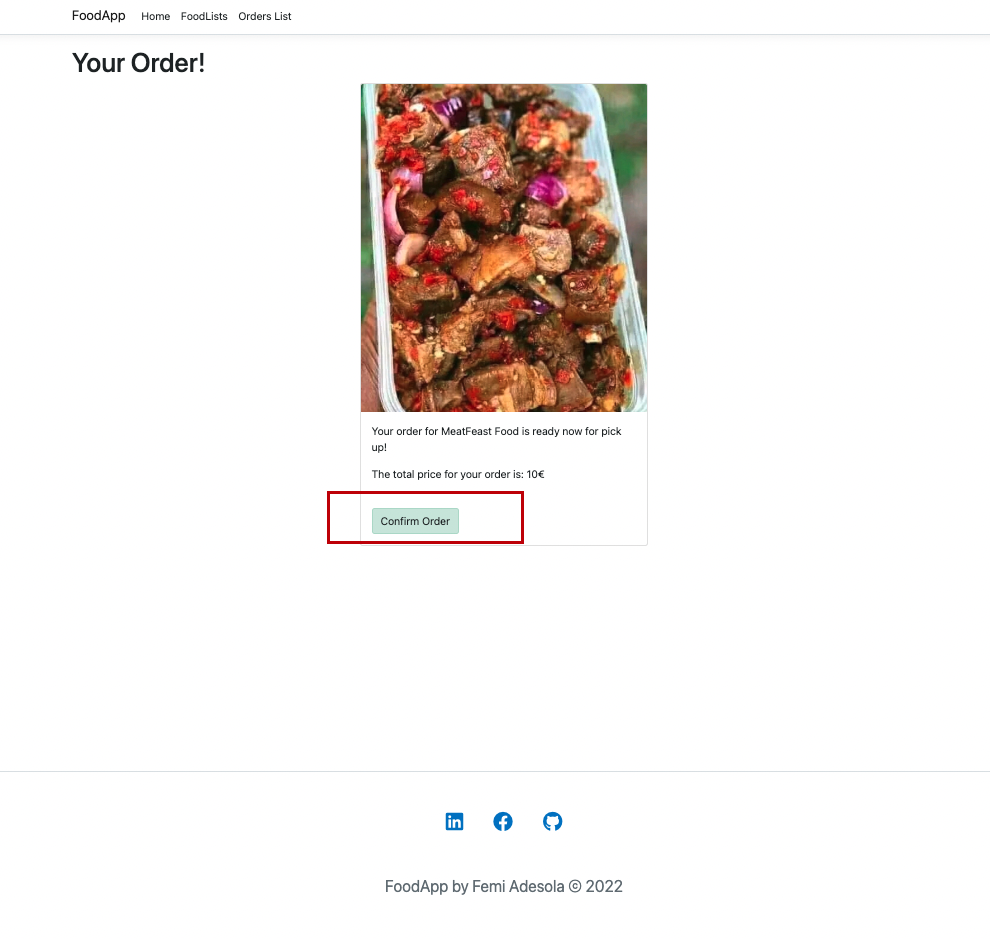 FoodApp Home FoodLists Orders List
Your Order!
Your order for MeatFeast Food is ready now for pick
up!
The total price for your order is: 10€
Confirm Order
FoodApp by Femi Adesola © 2022